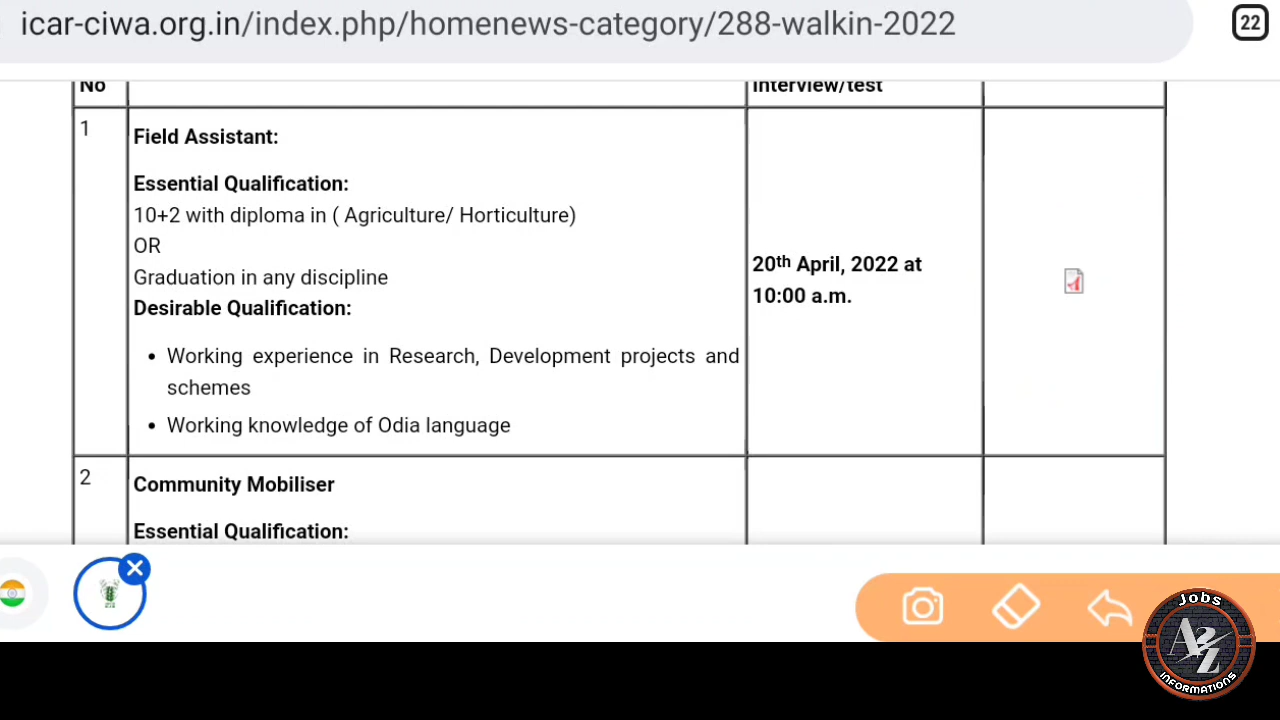 icar-ciwa.org.in/index.php/homenews-category/288-walkin-2022
22
No
Interview/test
1
Field Assistant:
Essential Qualification:
10+2 with diploma in ( Agriculture/ Horticulture)
OR
Graduation in any discipline
Desirable Qualification:
• Working experience in Research, Development projects and
schemes
• Working knowledge of Odia language
20th April, 2022 at
10:00 a.m.
2
Community Mobiliser
Essential Qualification:
Jobs
A2Z
INFORMATIONS